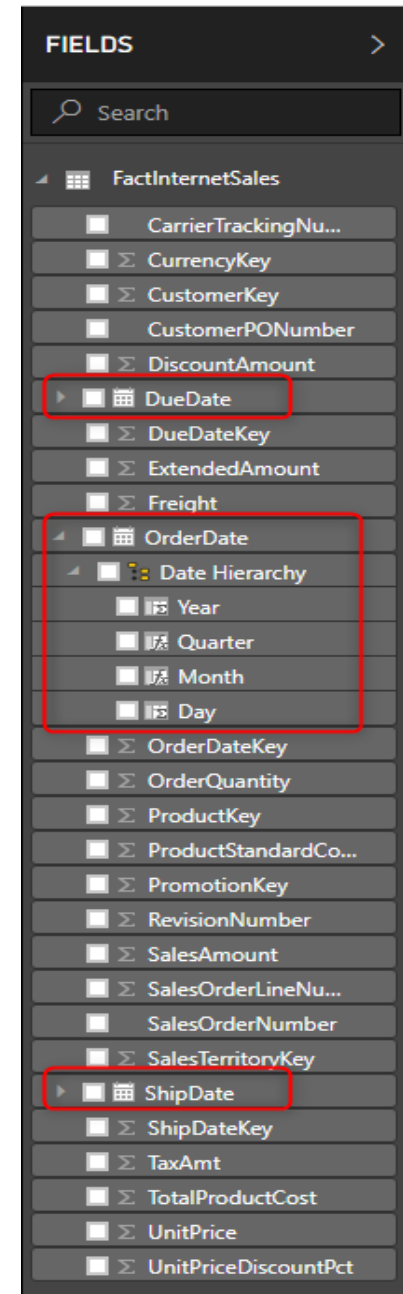 FIELDS
Search
FactInternetSales
CarrierTrackingNu...
Σ CurrencyKey
Σ CustomerKey
CustomerPONumber
Σ DiscountAmount
DueDate
Σ DueDateKey
Σ ExtendedAmount
Σ Freight
OrderDate
Date Hierarchy
Year
Quarter
Month
Day
Σ OrderDateKey
Σ OrderQuantity
Σ ProductKey
Σ ProductStandardCo...
Σ PromotionKey
Σ RevisionNumber
Σ SalesAmount
Σ SalesOrderLineNu...
SalesOrderNumber
Σ SalesTerritoryKey
ShipDate
Σ ShipDateKey
Σ TaxAmt
Σ TotalProductCost
Σ UnitPrice
Σ UnitPriceDiscountPct